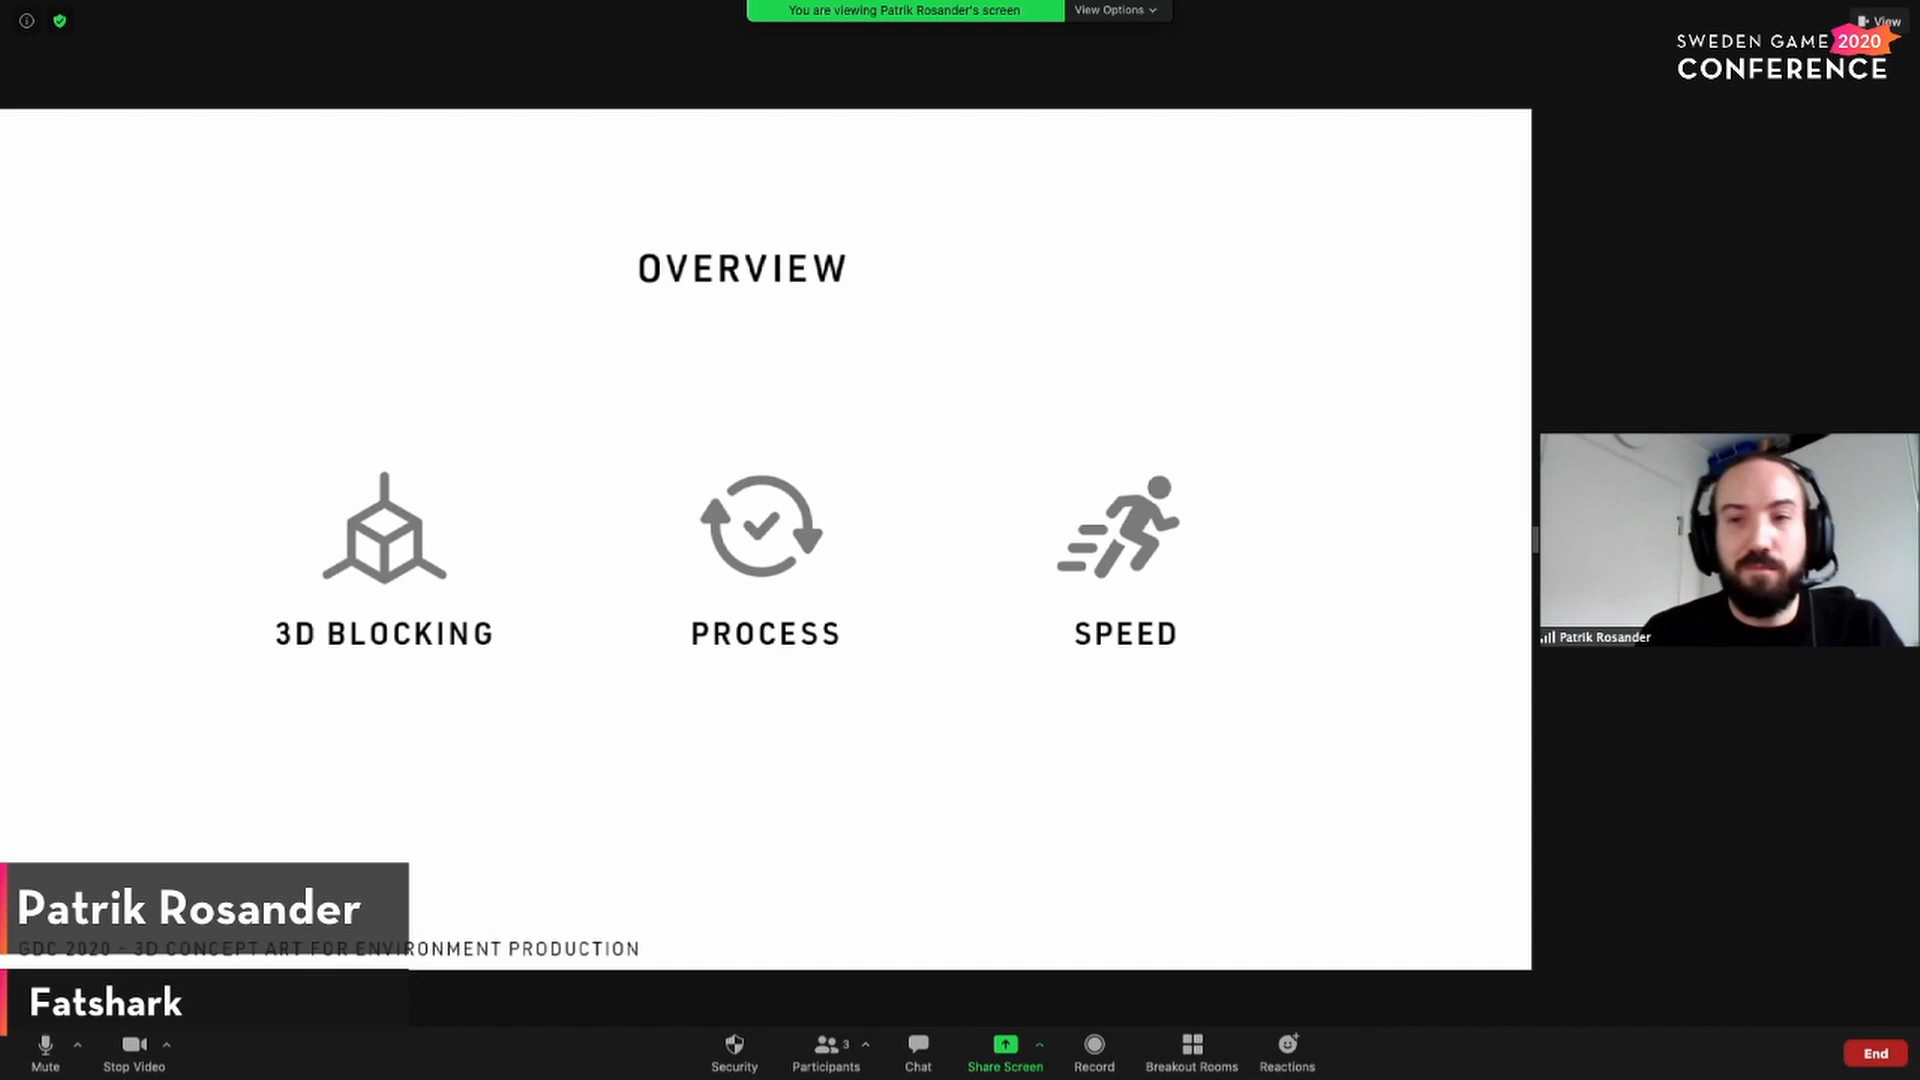 You are viewing Patrik Rosander's screen
View Options
View
SWEDEN GAME 2020
CONFERENCE
OVERVIEW
3D BLOCKING
PROCESS
SPEED
Patrik Rosander
Patrik Rosander
GDC 2020 - 3D CONCEPT ART FOR ENVIRONMENT PRODUCTION
Fatshark
Mute
Stop Video
Security
3
Participants
Chat
Share Screen
Record
Breakout Rooms
Reactions
End